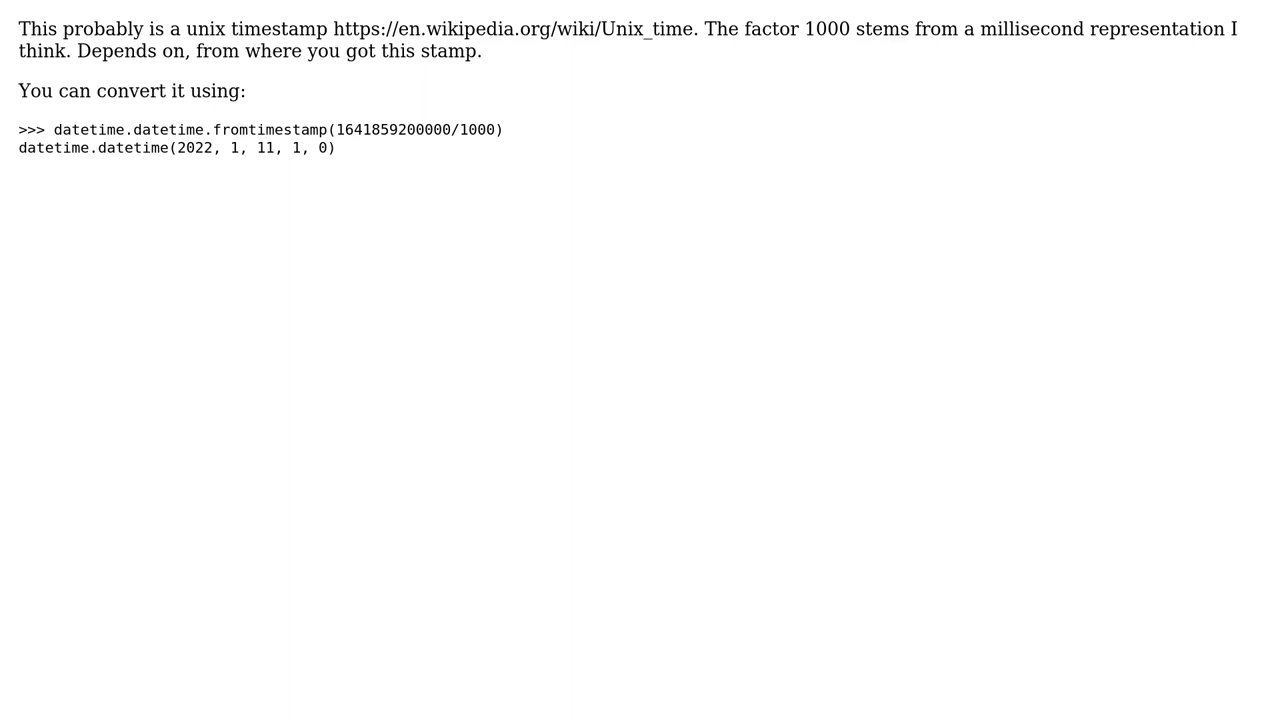 This probably is a unix timestamp https://en.wikipedia.org/wiki/Unix_time. The factor 1000 stems from a millisecond representation I
think. Depends on, from where you got this stamp.
You can convert it using:
>>> datetime.datetime.fromtimestamp(1641859200000/1000)
datetime.datetime(2022, 1, 11, 1, 0)